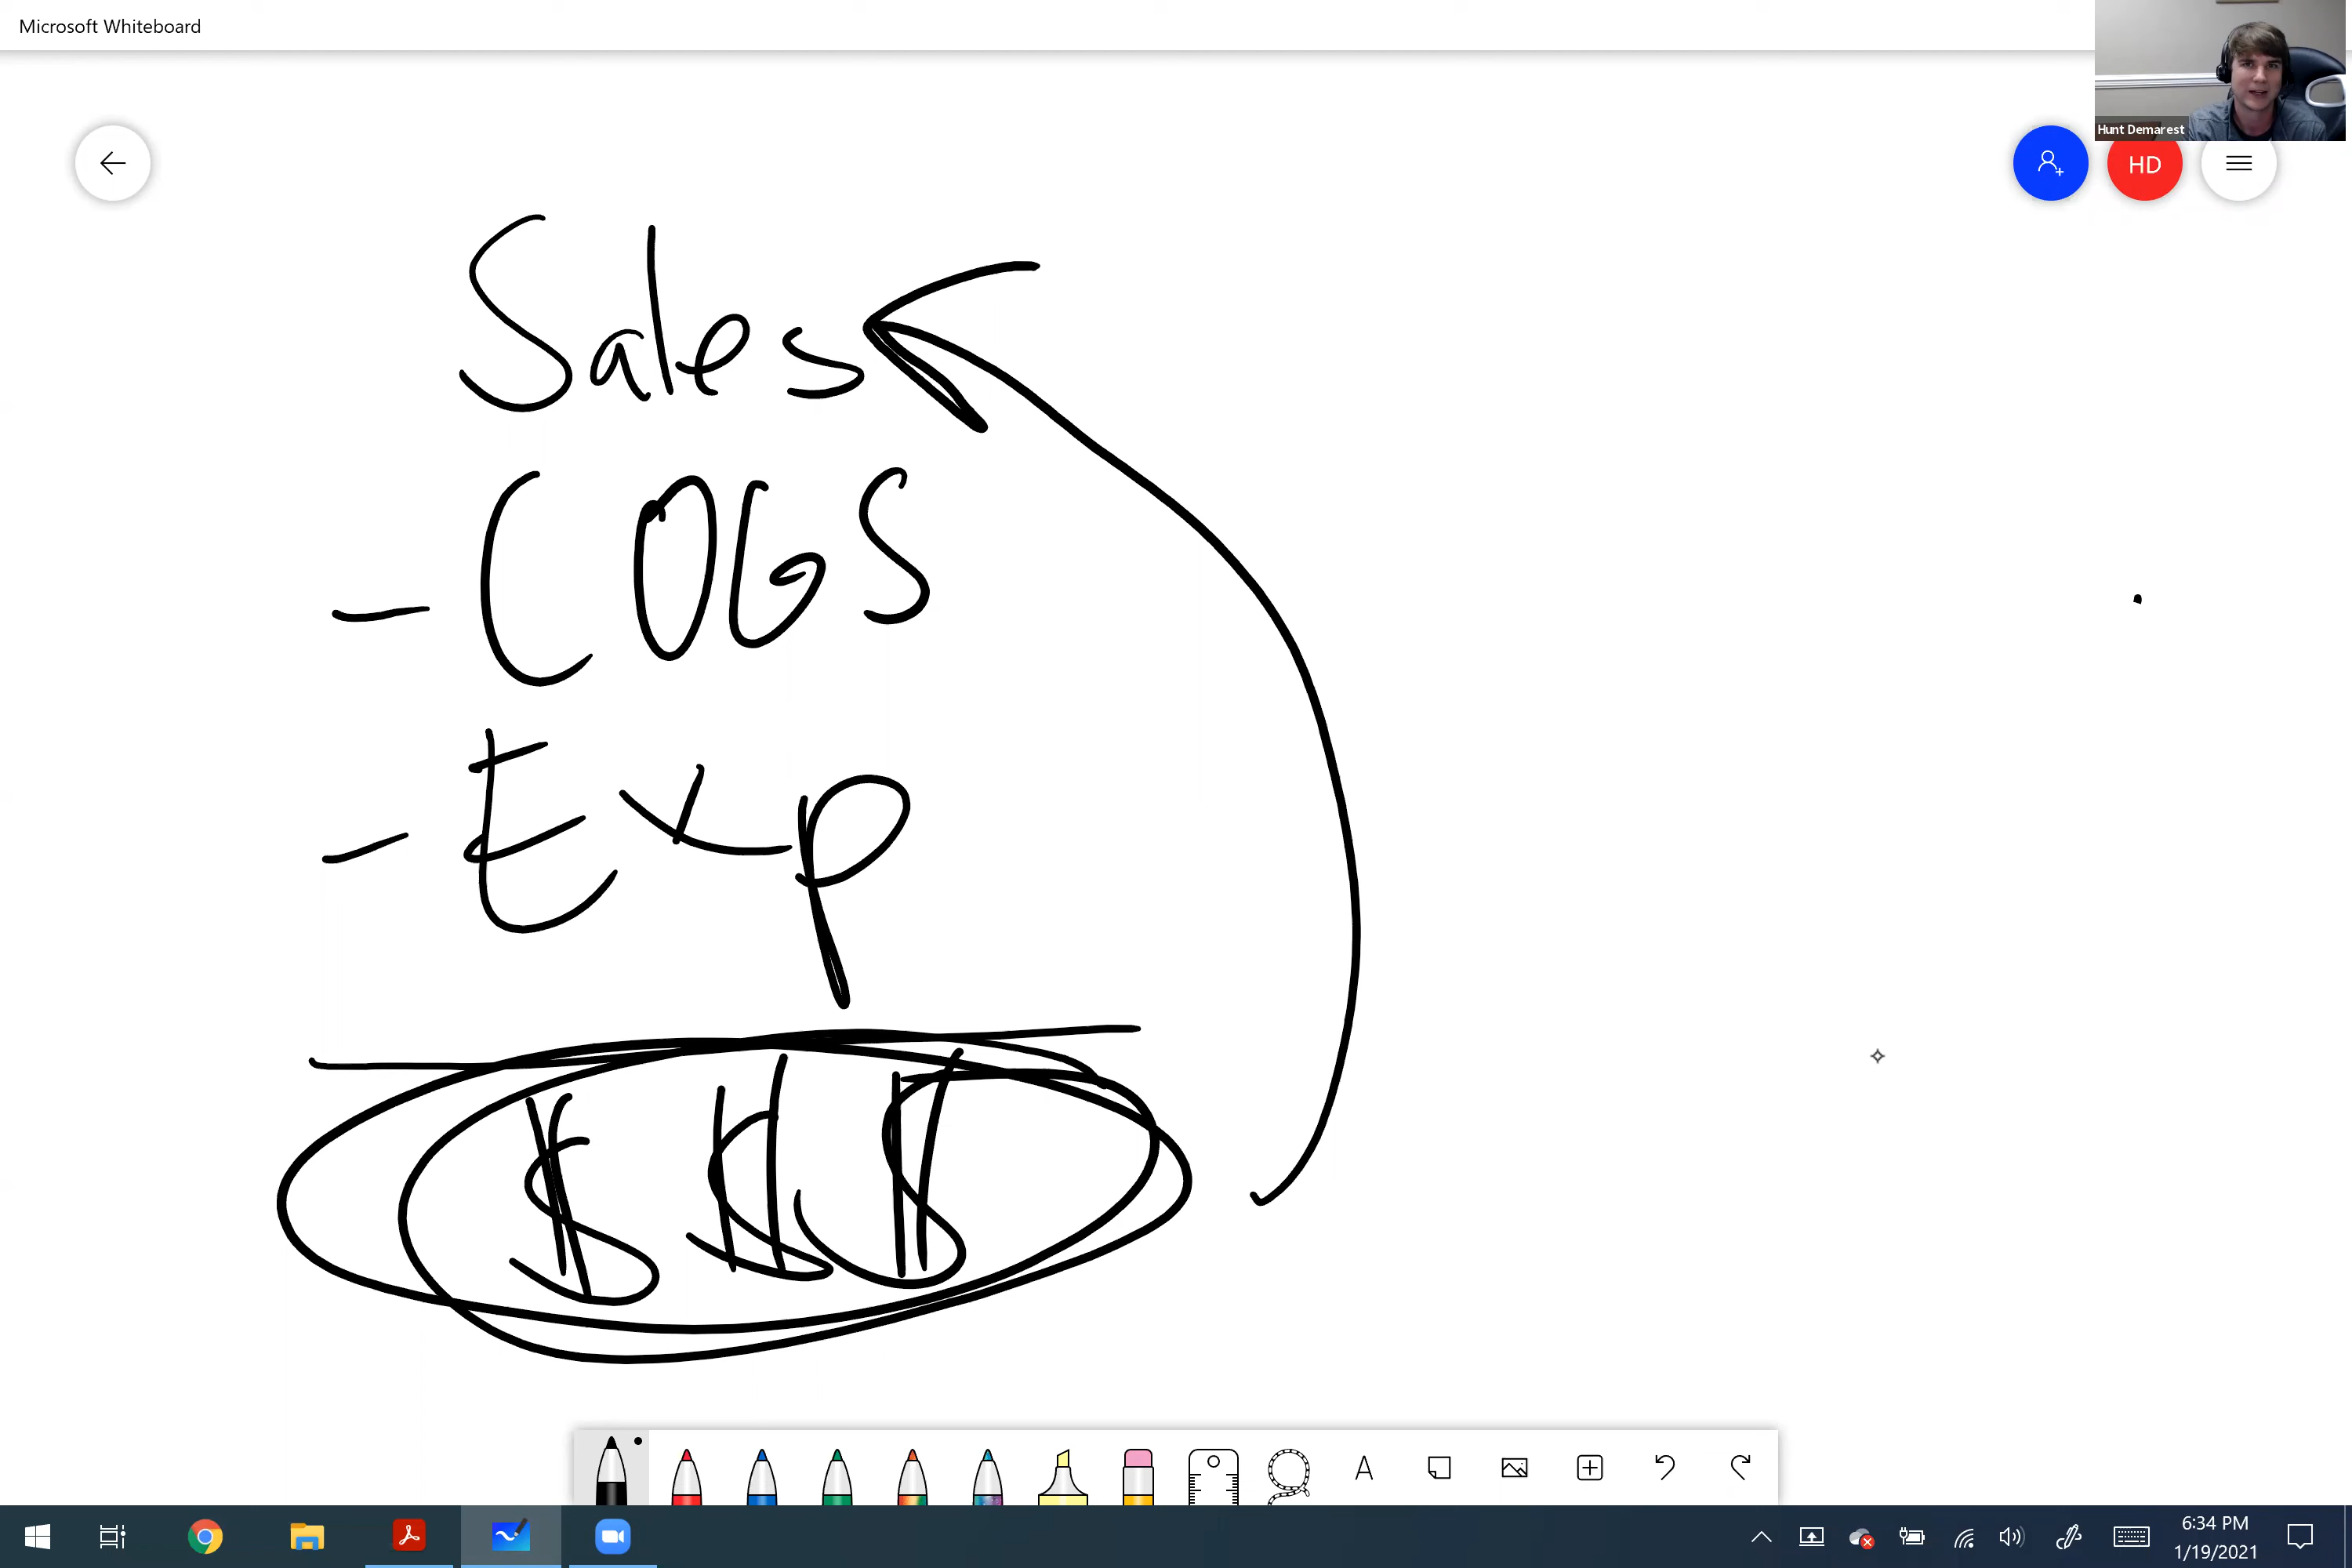 Microsoft Whiteboard
Hunt Demarest
HD
Sales
- COGS
- Exp
$$$
A
6:34 PM
1/19/2021